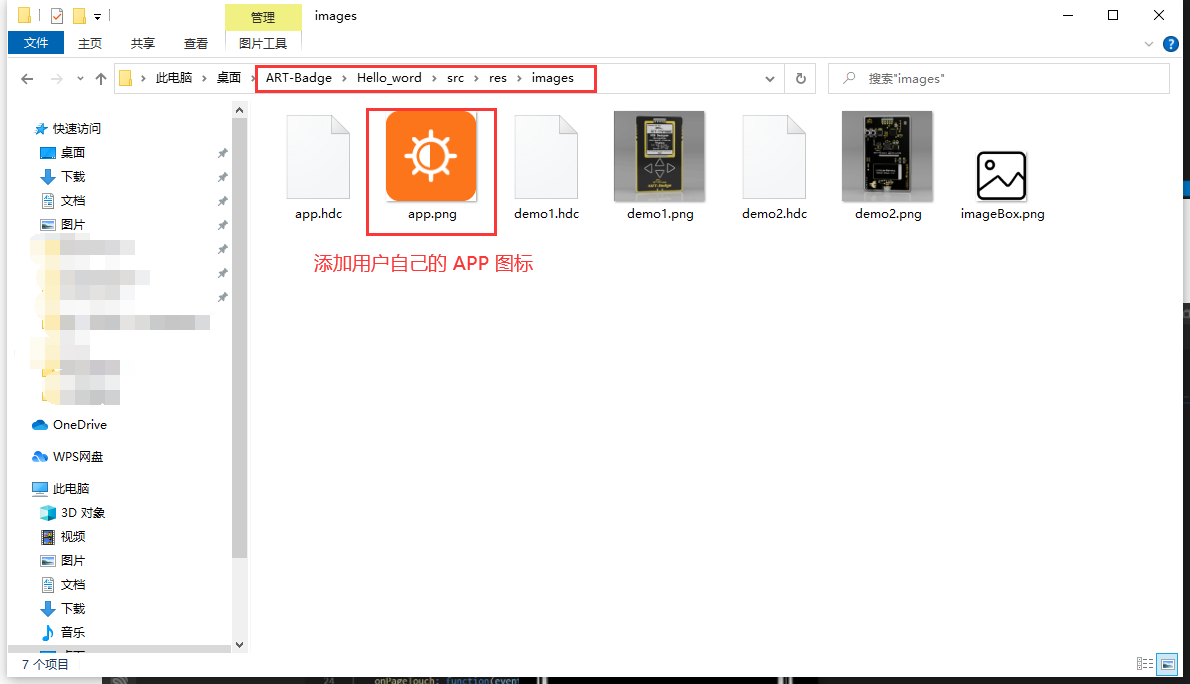 管理
images
文件
主页
共享
查看
图片工具
此电脑
桌面
ART-Badge
Hello_word
src
res
images
搜索"images"
快速访问
桌面
下载
文档
图片
OneDrive
WPS网盘
此电脑
3D 对象
视频
图片
文档
下载
音乐
app.hdc
app.png
demo1.hdc
demo1.png
demo2.hdc
demo2.png
imageBox.png
添加用户自己的 APP 图标
7 个项目
24
onPageTouch: function(event